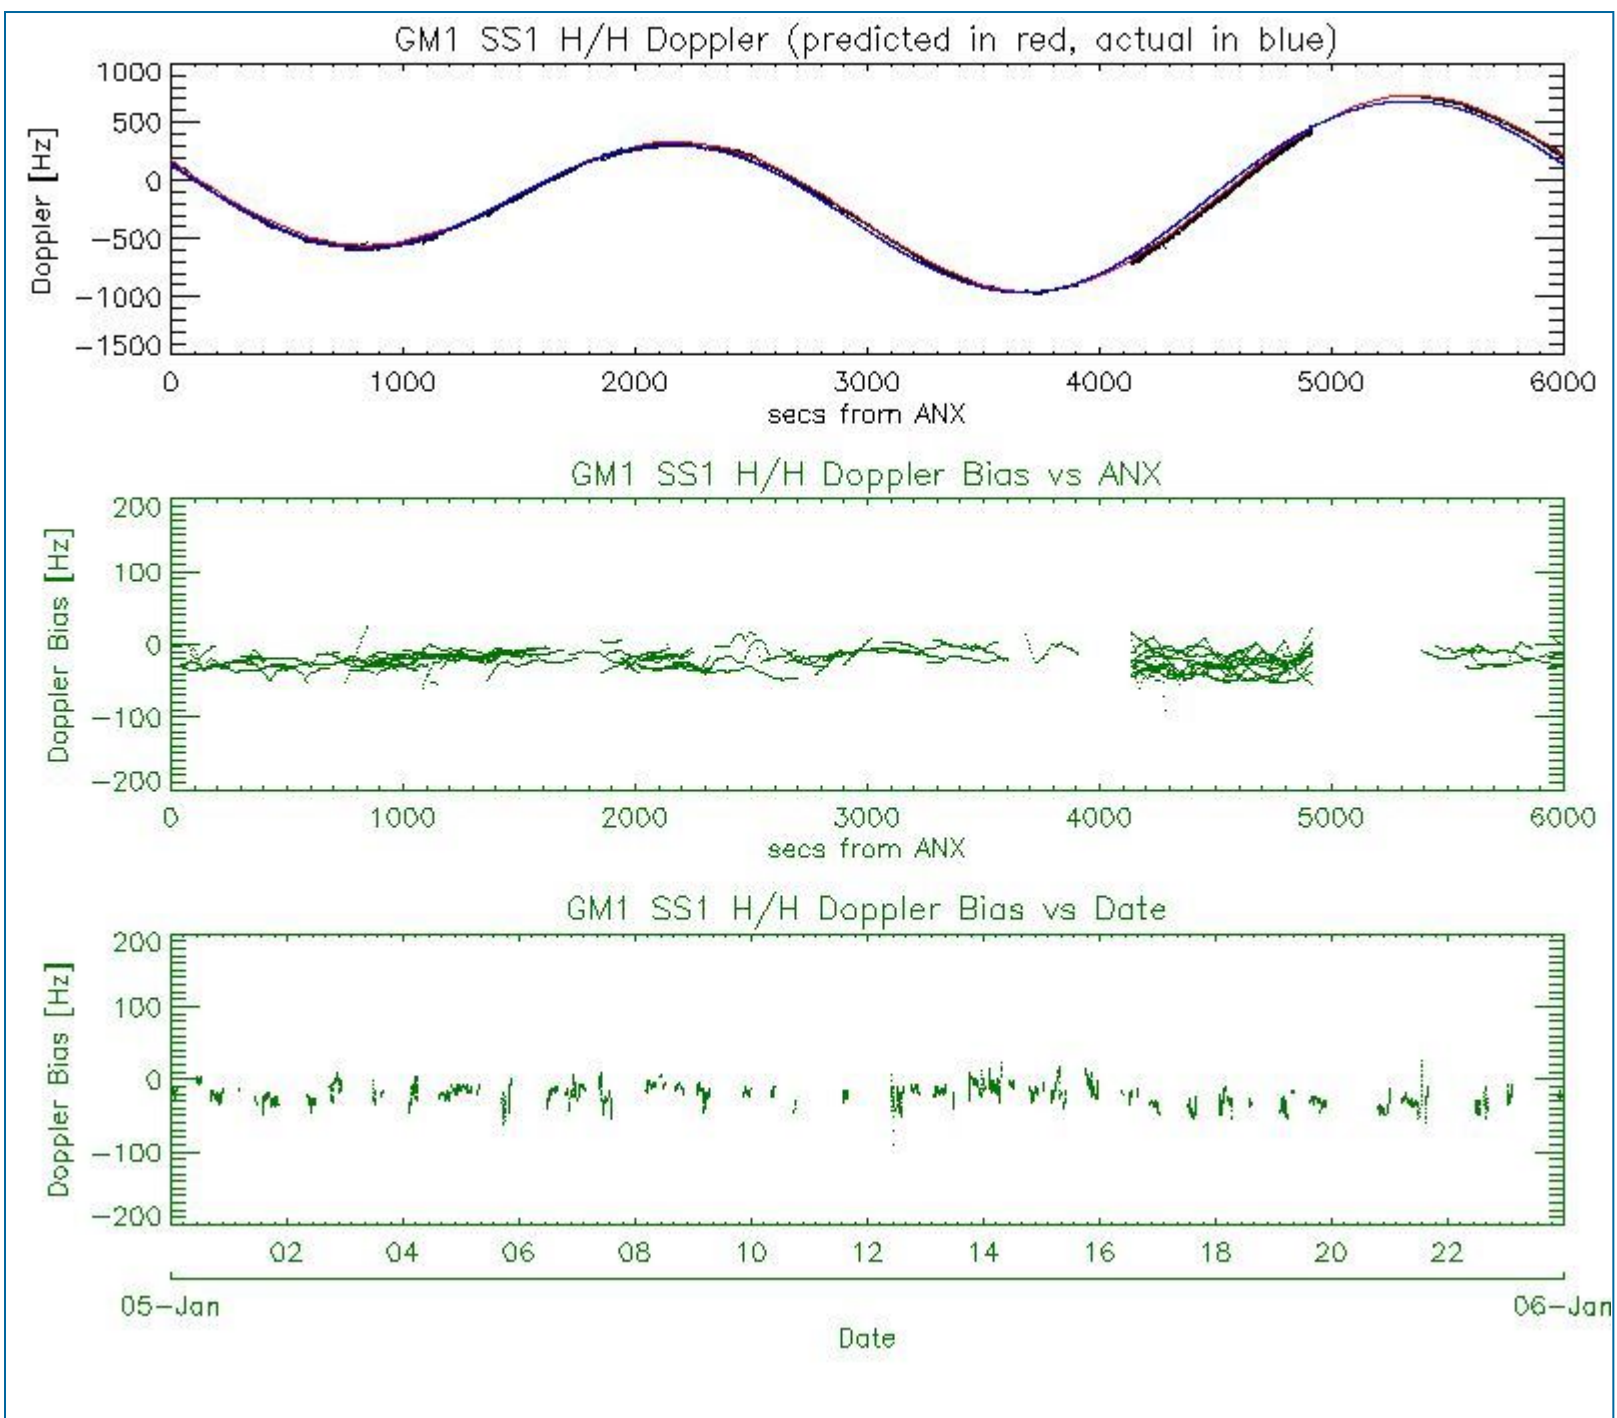 GM1 SS1 H/H Doppler (predicted in red, actual in blue)
1000
500
0
-500
-1000
-1500
Doppler [Hz]
0 1000 2000 3000 4000 5000 6000
secs from ANX
GM1 SS1 H/H Doppler Bias vs ANX
200
100
0
-100
-200
Doppler Bias [Hz]
0 1000 2000 3000 4000 5000 6000
secs from ANX
GM1 SS1 H/H Doppler Bias vs Date
200
100
0
-100
-200
Doppler Bias [Hz]
02 04 06 08 10 12 14 16 18 20 22
05-Jan 06-Jan
Date